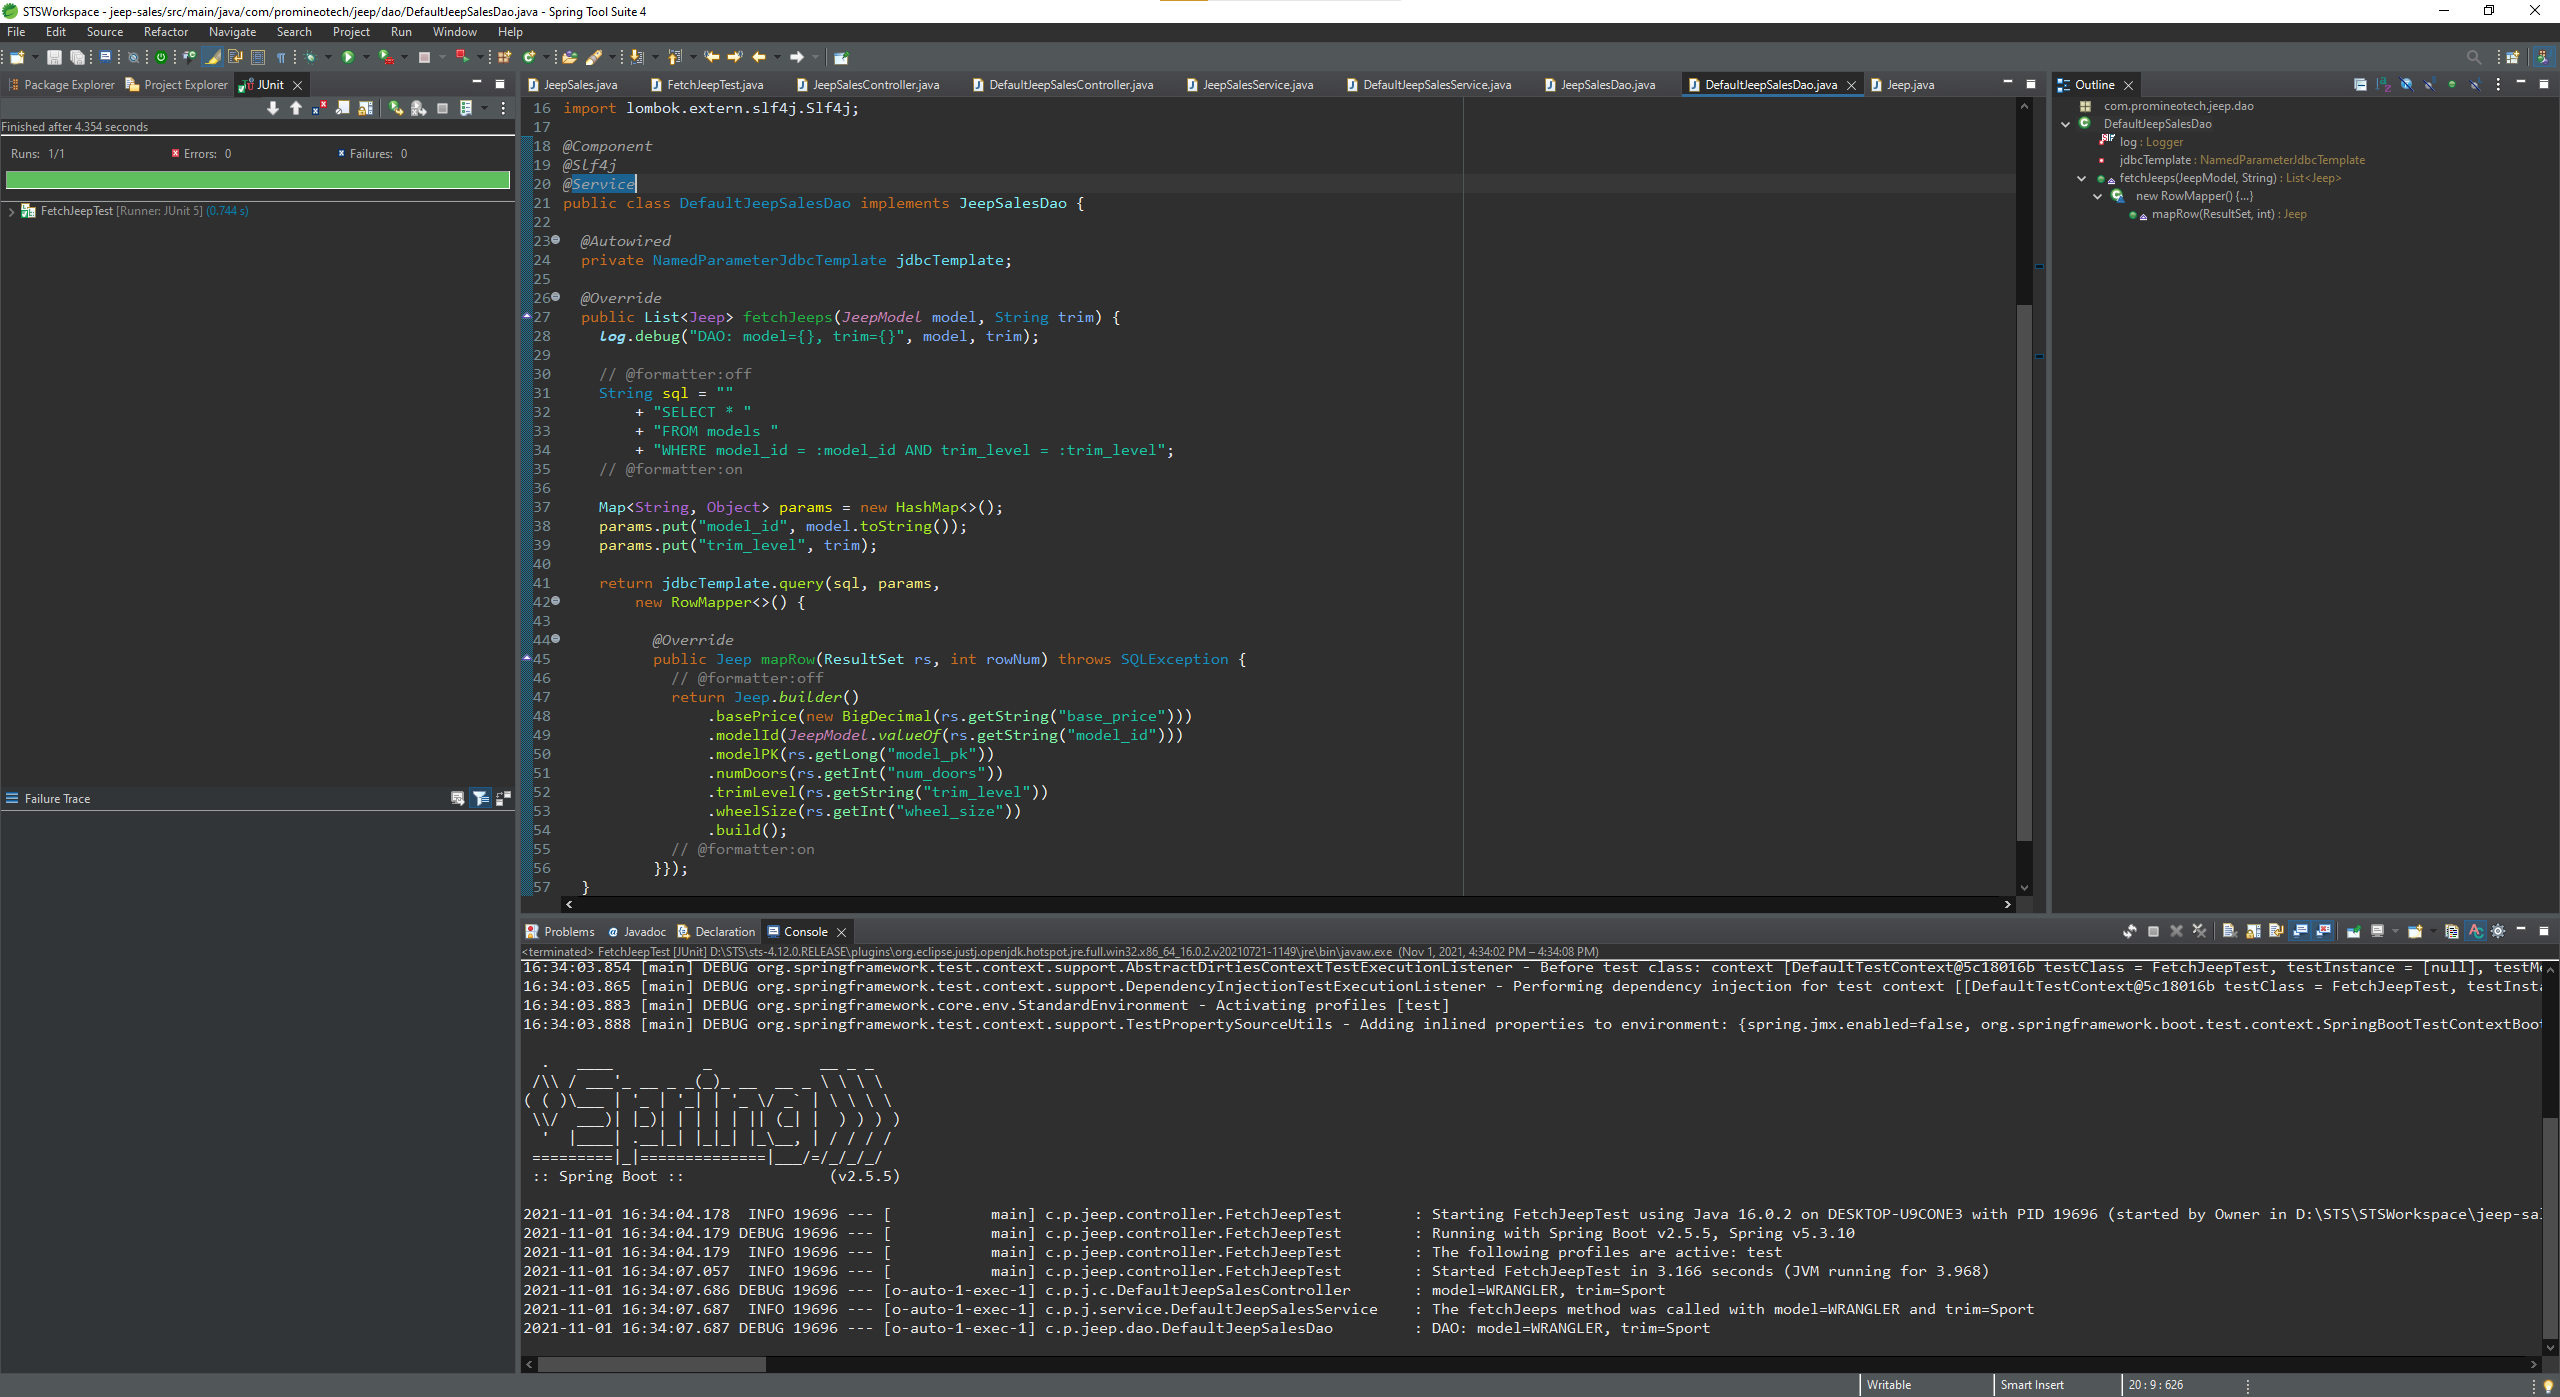 STSWorkspace - jeep-sales/src/main/java/com/promineotech/jeep/dao/DefaultJeepSalesDao.java - Spring Tool Suite 4
File Edit Source Refactor Navigate Search Project Run Window Help
Package Explorer Project Explorer JUnit
Finished after 4.354 seconds
Runs: 1/1 Errors: 0 Failures: 0
FetchJeepTest [Runner: JUnit 5] (0.744 s)
Failure Trace
JeepSales.java FetchJeepTest.java JeepSalesController.java DefaultJeepSalesController.java JeepSalesService.java DefaultJeepSalesService.java JeepSalesDao.java DefaultJeepSalesDao.java Jeep.java
16 import lombok.extern.slf4j.Slf4j;
17
18 @Component
19 @Slf4j
20 @Service
21 public class DefaultJeepSalesDao implements JeepSalesDao {
22
23 @Autowired
24 private NamedParameterJdbcTemplate jdbcTemplate;
25
26 @Override
27 public List<Jeep> fetchJeeps(JeepModel model, String trim) {
28 log.debug("DAO: model={}, trim={}", model, trim);
29
30 // @formatter:off
31 String sql = ""
32 + "SELECT * "
33 + "FROM models "
34 + "WHERE model_id = :model_id AND trim_level = :trim_level";
35 // @formatter:on
36
37 Map<String, Object> params = new HashMap<>();
38 params.put("model_id", model.toString());
39 params.put("trim_level", trim);
40
41 return jdbcTemplate.query(sql, params,
42 new RowMapper<>() {
43
44 @Override
45 public Jeep mapRow(ResultSet rs, int rowNum) throws SQLException {
46 // @formatter:off
47 return Jeep.builder()
48 .basePrice(new BigDecimal(rs.getString("base_price")))
49 .modelId(JeepModel.valueOf(rs.getString("model_id")))
50 .modelPK(rs.getLong("model_pk"))
51 .numDoors(rs.getInt("num_doors"))
52 .trimLevel(rs.getString("trim_level"))
53 .wheelSize(rs.getInt("wheel_size"))
54 .build();
55 // @formatter:on
56 }});
57 }
Outline
com.promineotech.jeep.dao
DefaultJeepSalesDao
log : Logger
jdbcTemplate : NamedParameterJdbcTemplate
fetchJeeps(JeepModel, String) : List<Jeep>
new RowMapper() {...}
mapRow(ResultSet, int) : Jeep
Problems Javadoc Declaration Console
<terminated> FetchJeepTest [JUnit] D:\STS\sts-4.12.0.RELEASE\plugins\org.eclipse.justj.openjdk.hotspot.jre.full.win32.x86_64_16.0.2.v20210721-1149\jre\bin\javaw.exe (Nov 1, 2021, 4:34:02 PM – 4:34:08 PM)
16:34:03.854 [main] DEBUG org.springframework.test.context.support.AbstractDirtiesContextTestExecutionListener - Before test class: context [DefaultTestContext@5c18016b testClass = FetchJeepTest, testInstance = [null], testMe
16:34:03.865 [main] DEBUG org.springframework.test.context.support.DependencyInjectionTestExecutionListener - Performing dependency injection for test context [[DefaultTestContext@5c18016b testClass = FetchJeepTest, testInsta
16:34:03.883 [main] DEBUG org.springframework.core.env.StandardEnvironment - Activating profiles [test]
16:34:03.888 [main] DEBUG org.springframework.test.context.support.TestPropertySourceUtils - Adding inlined properties to environment: {spring.jmx.enabled=false, org.springframework.boot.test.context.SpringBootTestContextBoot
Spring
:: Spring Boot :: (v2.5.5)
2021-11-01 16:34:04.178 INFO 19696 --- [ main] c.p.jeep.controller.FetchJeepTest : Starting FetchJeepTest using Java 16.0.2 on DESKTOP-U9CONE3 with PID 19696 (started by Owner in D:\STS\STSWorkspace\jeep-sal
2021-11-01 16:34:04.179 DEBUG 19696 --- [ main] c.p.jeep.controller.FetchJeepTest : Running with Spring Boot v2.5.5, Spring v5.3.10
2021-11-01 16:34:04.179 INFO 19696 --- [ main] c.p.jeep.controller.FetchJeepTest : The following profiles are active: test
2021-11-01 16:34:07.057 INFO 19696 --- [ main] c.p.jeep.controller.FetchJeepTest : Started FetchJeepTest in 3.166 seconds (JVM running for 3.968)
2021-11-01 16:34:07.686 DEBUG 19696 --- [o-auto-1-exec-1] c.p.j.c.DefaultJeepSalesController : model=WRANGLER, trim=Sport
2021-11-01 16:34:07.687 INFO 19696 --- [o-auto-1-exec-1] c.p.j.service.DefaultJeepSalesService : The fetchJeeps method was called with model=WRANGLER and trim=Sport
2021-11-01 16:34:07.687 DEBUG 19696 --- [o-auto-1-exec-1] c.p.jeep.dao.DefaultJeepSalesDao : DAO: model=WRANGLER, trim=Sport
Writable Smart Insert 20 : 9 : 626